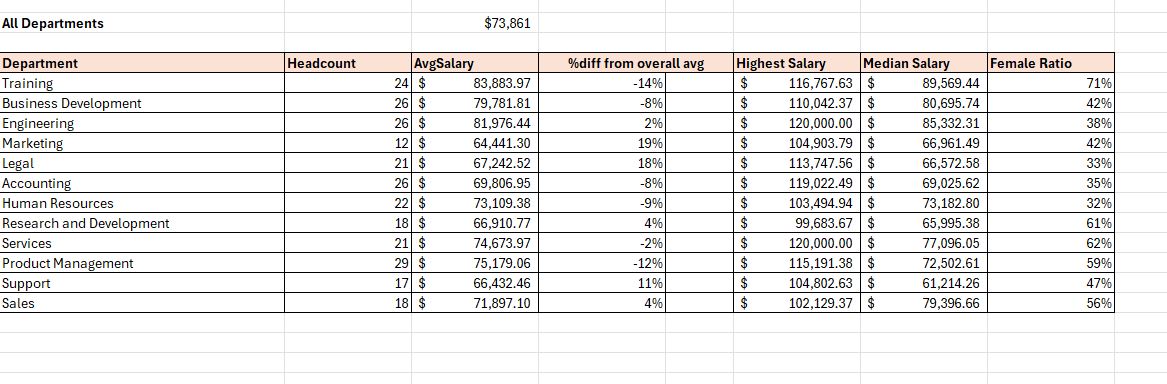 All Departments $73,861
Department Headcount AvgSalary %diff from overall avg Highest Salary Median Salary Female Ratio
Training 24 $ 83,883.97 -14% $ 116,767.63 $ 89,569.44 71%
Business Development 26 $ 79,781.81 -8% $ 110,042.37 $ 80,695.74 42%
Engineering 26 $ 81,976.44 2% $ 120,000.00 $ 85,332.31 38%
Marketing 12 $ 64,441.30 19% $ 104,903.79 $ 66,961.49 42%
Legal 21 $ 67,242.52 18% $ 113,747.56 $ 66,572.58 33%
Accounting 26 $ 69,806.95 -8% $ 119,022.49 $ 69,025.62 35%
Human Resources 22 $ 73,109.38 -9% $ 103,494.94 $ 73,182.80 32%
Research and Development 18 $ 66,910.77 4% $ 99,683.67 $ 65,995.38 61%
Services 21 $ 74,673.97 -2% $ 120,000.00 $ 77,096.05 62%
Product Management 29 $ 75,179.06 -12% $ 115,191.38 $ 72,502.61 59%
Support 17 $ 66,432.46 11% $ 104,802.63 $ 61,214.26 47%
Sales 18 $ 71,897.10 4% $ 102,129.37 $ 79,396.66 56%